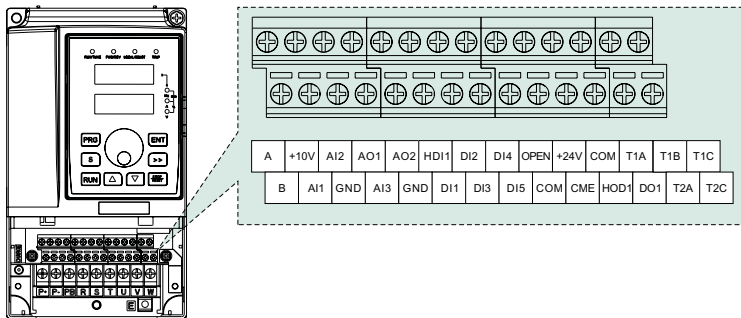 A +10V AI2 AO1 AO2 HDI1 DI2 DI4 OPEN +24V COM T1A T1B T1C
B AI1 GND AI3 GND DI1 DI3 DI5 COM CME HOD1 DO1 T2A T2C
PRG ENT
S >>
RUN
P+ P- PB R S T U V W
E